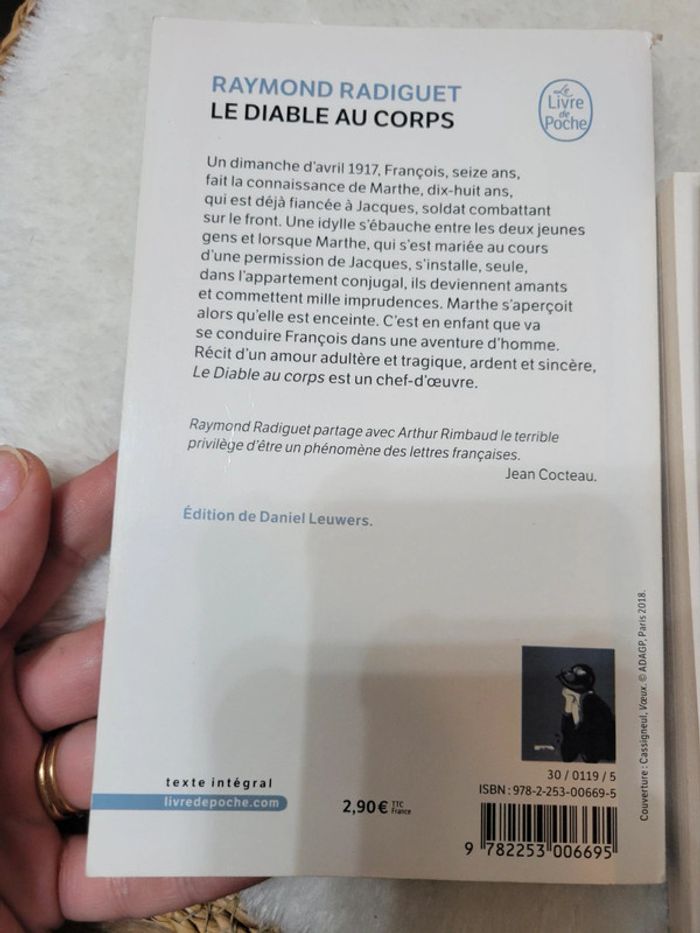 RAYMOND RADIGUET
LE DIABLE AU CORPS
Le
Livre
de
Poche
Un dimanche d'avril 1917, François, seize ans,
fait la connaissance de Marthe, dix-huit ans,
qui est déjà fiancée à Jacques, soldat combattant
sur le front. Une idylle s'ébauche entre les deux jeunes
gens et lorsque Marthe, qui s'est mariée au cours
d'une permission de Jacques, s'installe, seule,
dans l'appartement conjugal, ils deviennent amants
et commettent mille imprudences. Marthe s'aperçoit
alors qu'elle est enceinte. C'est en enfant que va
se conduire François dans une aventure d'homme.
Récit d'un amour adultère et tragique, ardent et sincère,
Le Diable au corps est un chef-d'œuvre.
Raymond Radiguet partage avec Arthur Rimbaud le terrible
privilège d'être un phénomène des lettres françaises.
Jean Cocteau.
Édition de Daniel Leuwers.
Couverture : Cassigneul, Vœux. © ADAGP, Paris 2018.
texte intégral
livredepoche.com
2,90 € TTC
France
30 / 0119 / 5
ISBN : 978-2-253-00669-5
9 782253 006695